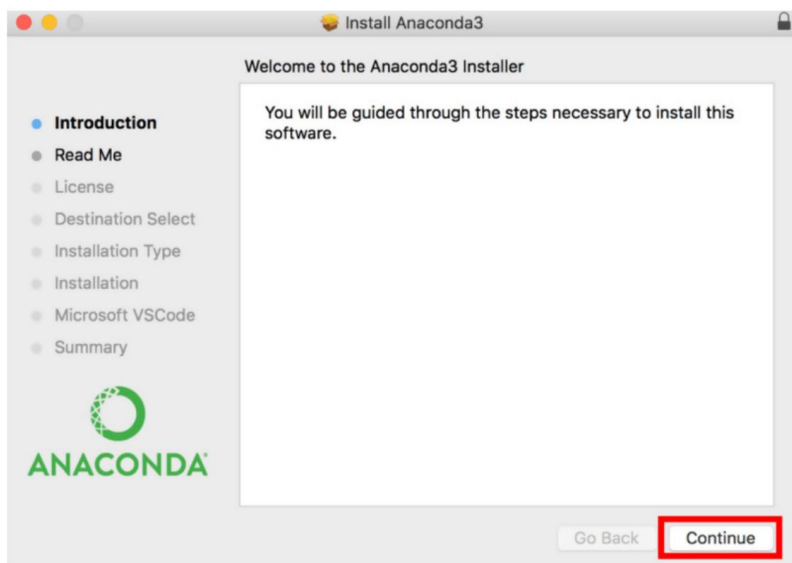 Install Anaconda3
Welcome to the Anaconda3 Installer
Introduction
Read Me
License
Destination Select
Installation Type
Installation
Microsoft VSCode
Summary
ANACONDA
You will be guided through the steps necessary to install this
software.
Go Back
Continue